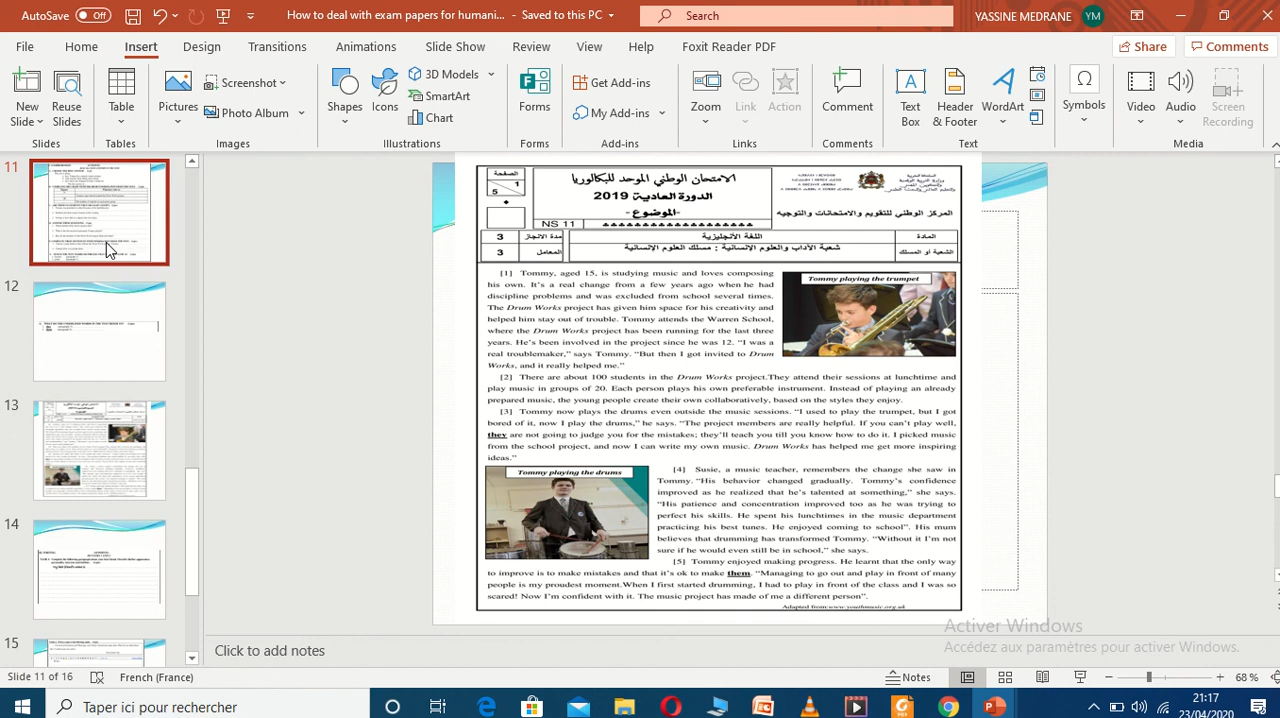 AutoSave Off
How to deal with exam papers for humani... - Forms - Saved to this PC
Search
YASSINE MEDRANE YM
File Home Insert Design Transitions Animations Slide Show Review View Help Foxit Reader PDF Share Comments
New Slide
Reuse Slides
Table
Pictures
Screenshot
Photo Album
Shapes
Icons
3D Models
SmartArt
Chart
Forms
Get Add-ins
My Add-ins
Zoom
Link
Action
Comment
Text Box
Header & Footer
WordArt
Symbols
Video
Audio
Screen Recording
Slides Tables Images Illustrations Forms Add-ins Links Comments Text Media
11
12
13
14
15
الصفحة
5
الامتحان الوطني الموحد للبكالوريا
الدورة العادية 2019
-الموضوع-
NS 11
المركز الوطني للتقويم والامتحانات والتوجيه
3 مدة الانجاز اللغة الأنجليزية المادة
3 المعامل شعبة الآداب والعلوم الإنسانية : مسلك العلوم الإنسانية الشعبة أو المسلك
[1] Tommy, aged 15, is studying music and loves composing
his own. It's a real change from a few years ago when he had
discipline problems and was excluded from school several times.
The Drum Works project has given him space for his creativity and
helped him stay out of trouble. Tommy attends the Warren School,
where the Drum Works project has been running for the last three
years. He's been involved in the project since he was 12. "I was a
real troublemaker," says Tommy. "But then I got invited to Drum
Works, and it really helped me."
Tommy playing the trumpet
[2] There are about 100 students in the Drum Works project.They attend their sessions at lunchtime and
play music in groups of 20. Each person plays his own preferable instrument. Instead of playing an already
prepared music, the young people create their own collaboratively, based on the styles they enjoy.
[3] Tommy now plays the drums even outside the music sessions. "I used to play the trumpet, but I got
bored of it, now I play the drums," he says. "The project members are really helpful. If you can't play well,
they are not going to judge you for the mistakes; they'll teach you till you know how to do it. I picked music
from the school project, and now I can write my own music. Drum Works has helped me get more inspiring
ideas."
Tommy playing the drums
[4] Susie, a music teacher, remembers the change she saw in
Tommy. "His behavior changed gradually. Tommy's confidence
improved as he realized that he's talented at something," she says.
"His patience and concentration improved too as he was trying to
perfect his skills. He spent his lunchtimes in the music department
practicing his best tunes. He enjoyed coming to school". His mum
believes that drumming has transformed Tommy. "Without it I'm not
sure if he would even still be in school," she says.
[5] Tommy enjoyed making progress. He learnt that the only way
to improve is to make mistakes and that it's ok to make them. "Managing to go out and play in front of many
people is my proudest moment.When I first started drumming, I had to play in front of the class and I was so
scared! Now I'm confident with it. The music project has made of me a different person".
Adapted from:www.youthmusic.org.uk
Activer Windows
Accédez aux paramètres pour activer Windows.
Click to add notes
Slide 11 of 16 French (France) Notes 68 %
Taper ici pour rechercher
21:17
23/04/2020